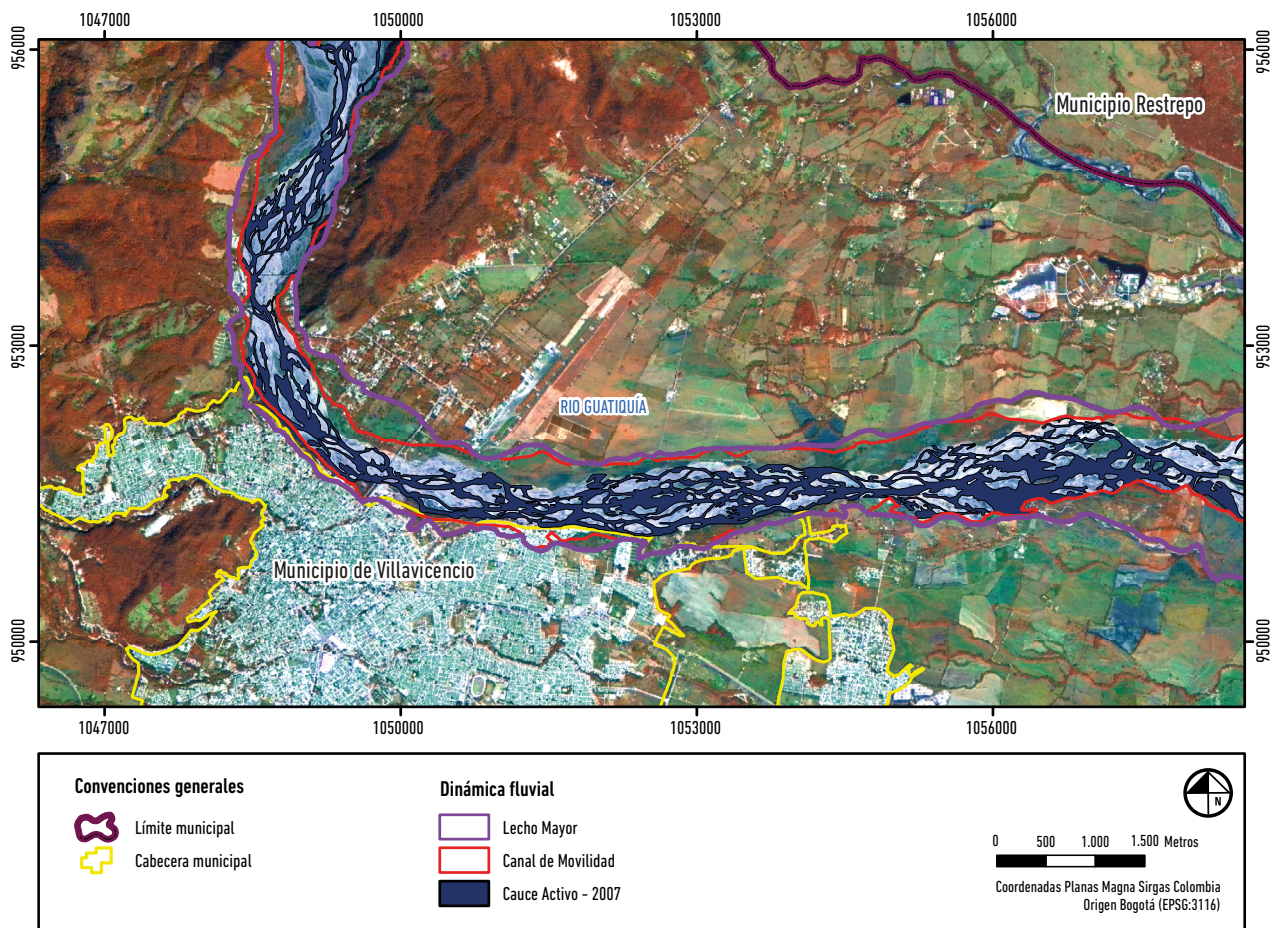 1047000
1050000
1053000
1056000
956000
956000
Municipio Restrepo
953000
953000
RIO GUATIQUÍA
Municipio de Villavicencio
950000
950000
1047000
1050000
1053000
1056000
Convenciones generales
Límite municipal
Cabecera municipal
Dinámica fluvial
Lecho Mayor
Canal de Movilidad
Cauce Activo - 2007
N
0 500 1.000 1.500 Metros
Coordenadas Planas Magna Sirgas Colombia
Origen Bogotá (EPSG:3116)